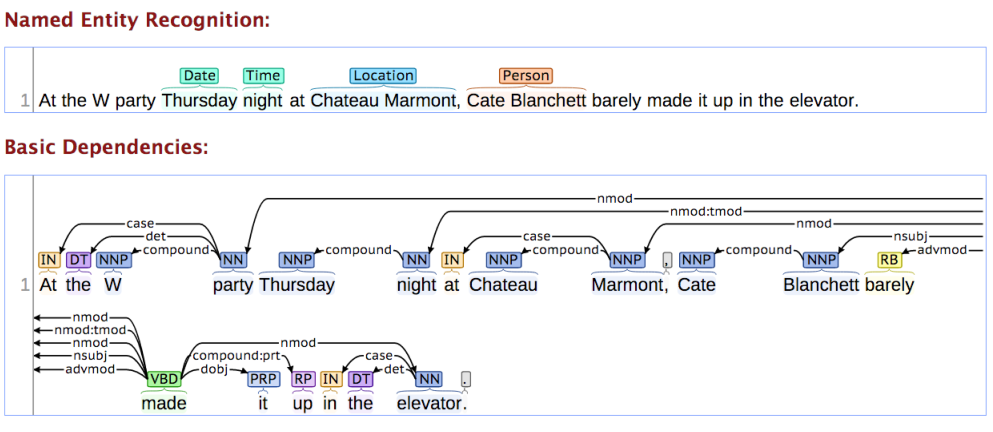 Named Entity Recognition:
Date Time Location Person
1 At the W party Thursday night at Chateau Marmont, Cate Blanchett barely made it up in the elevator.
Basic Dependencies:
nmod
nmod:tmod
case nmod
det case nsubj
compound compound compound compound advmod
IN DT NNP NN NNP NN IN NNP NNP , NNP NNP RB
1 At the W party Thursday night at Chateau Marmont, Cate Blanchett barely
nmod
nmod:tmod
nmod nmod
nsubj compound:prt case
advmod dobj det
VBD PRP RP IN DT NN .
made it up in the elevator.